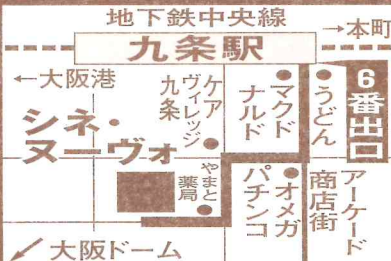 地下鉄中央線
→本町
九条駅
←大阪港
6番出口
●うどん
●マクド
ナルド
ケア
ヴィレッジ●
九条
シネ・
ヌーヴォ
やまと
薬局●
●オメガ
パチンコ
アーケード
商店街
↙大阪ドーム